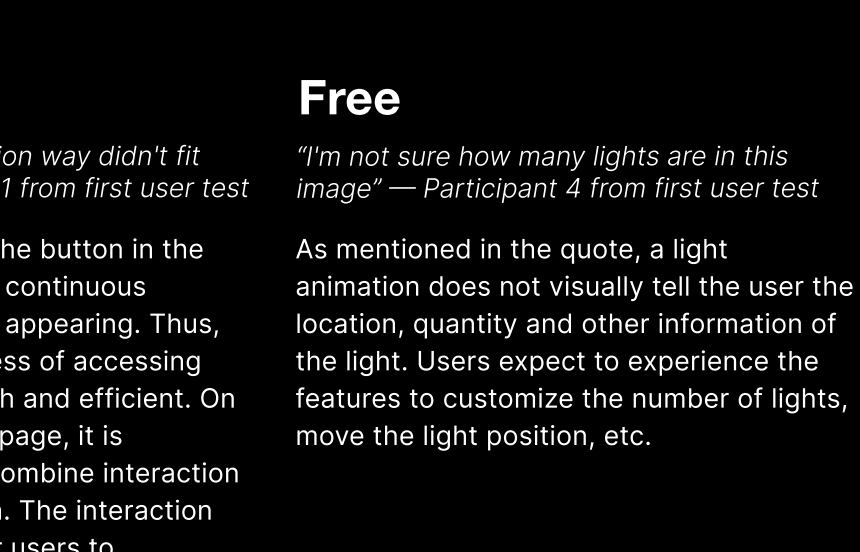 ion way didn't fit
1 from first user test
he button in the
continuous
appearing. Thus,
ess of accessing
h and efficient. On
page, it is
ombine interaction
. The interaction
users to
Free
“I'm not sure how many lights are in this
image” — Participant 4 from first user test
As mentioned in the quote, a light
animation does not visually tell the user the
location, quantity and other information of
the light. Users expect to experience the
features to customize the number of lights,
move the light position, etc.